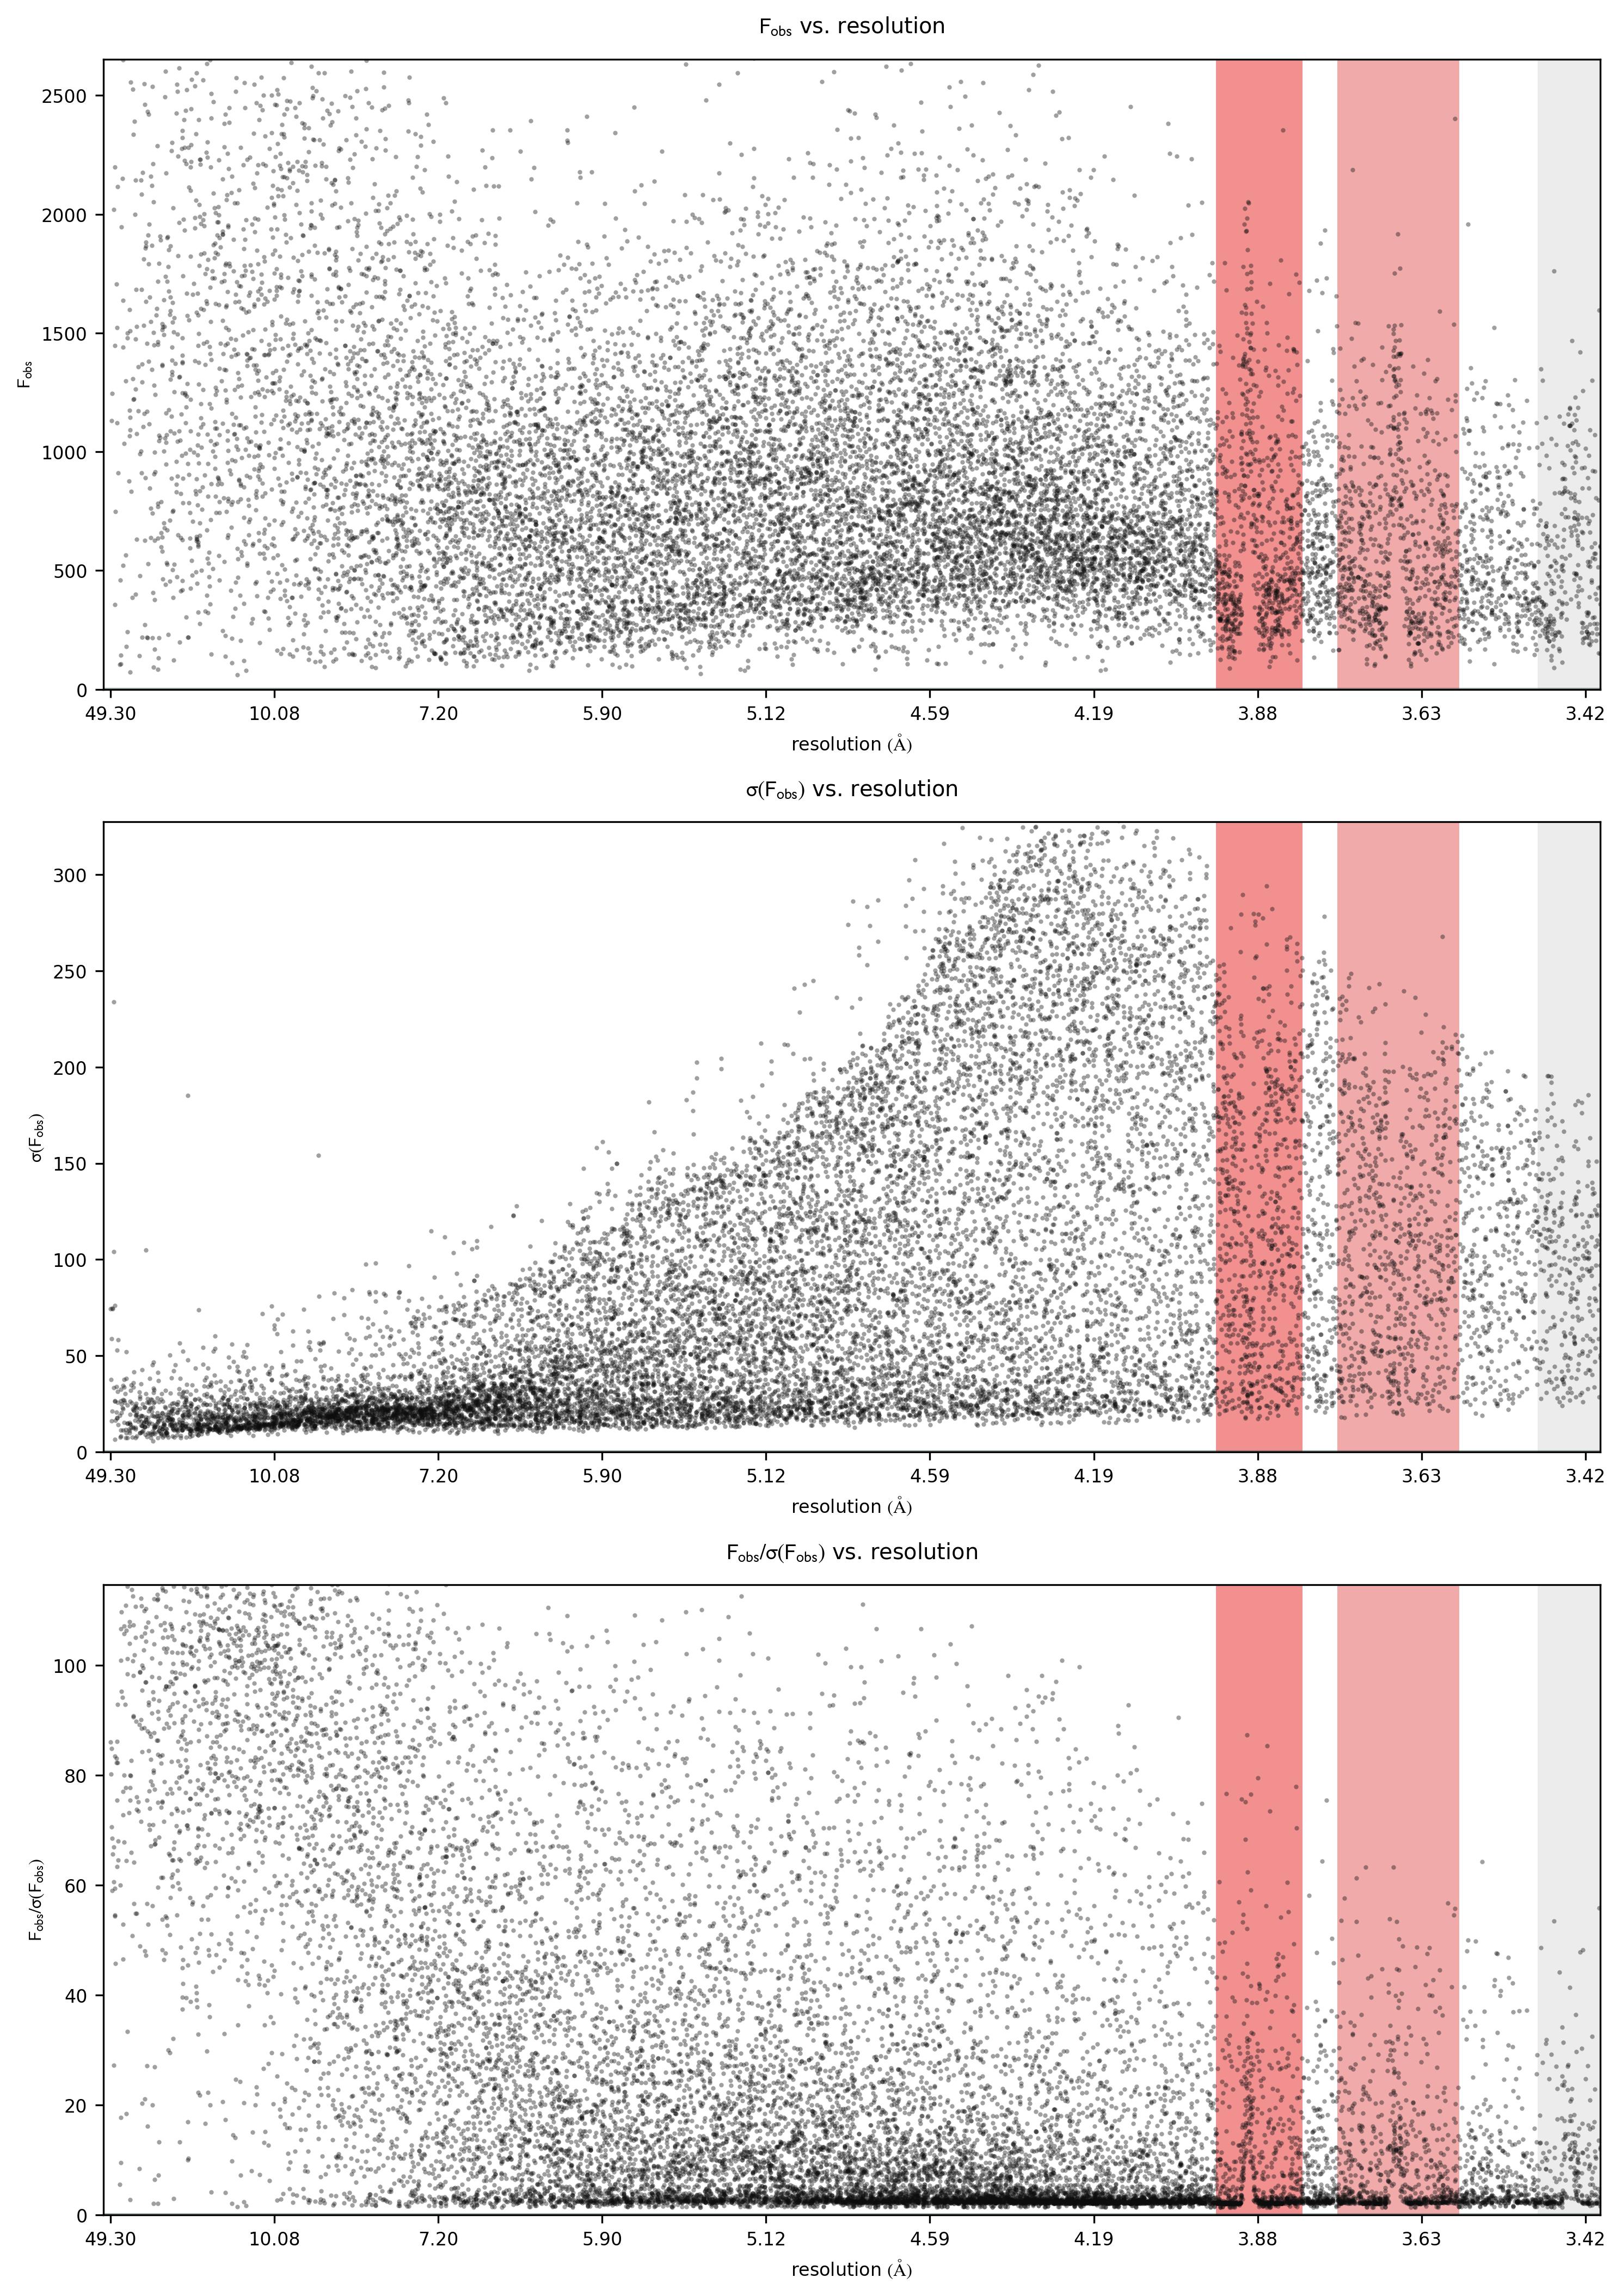 Fobs vs. resolution
2500
2000
1500
1000
500
0
Fobs
49.30 10.08 7.20 5.90 5.12 4.59 4.19 3.88 3.63 3.42
resolution (Å)
σ(Fobs) vs. resolution
300
250
200
150
100
50
0
σ(Fobs)
49.30 10.08 7.20 5.90 5.12 4.59 4.19 3.88 3.63 3.42
resolution (Å)
Fobs/σ(Fobs) vs. resolution
100
80
60
40
20
0
Fobs/σ(Fobs)
49.30 10.08 7.20 5.90 5.12 4.59 4.19 3.88 3.63 3.42
resolution (Å)